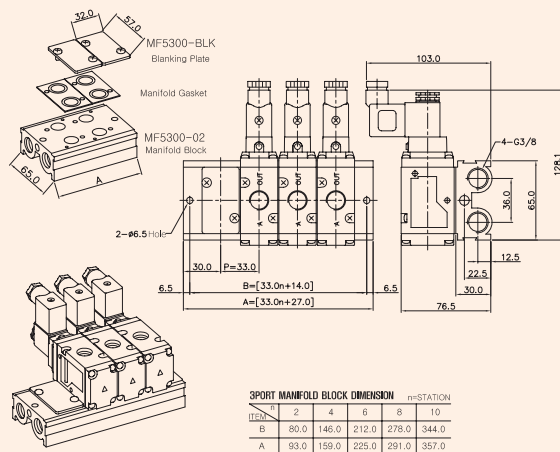 32.0
57.0
MF5300-BLK
Blanking Plate
Manifold Gasket
MF5300-02
Manifold Block
65.0
A
103.0
4-G3/8
128.1
36.0
65.0
12.5
22.5
30.0
76.5
OUT OUT OUT
A A A
2-ø6.5 Hole
30.0 P=33.0
6.5 B=[33.0n+14.0] 6.5
A=[33.0n+27.0]
3PORT MANIFOLD BLOCK DIMENSION n=STATION
ITEM n 2 4 6 8 10
B 80.0 146.0 212.0 278.0 344.0
A 93.0 159.0 225.0 291.0 357.0